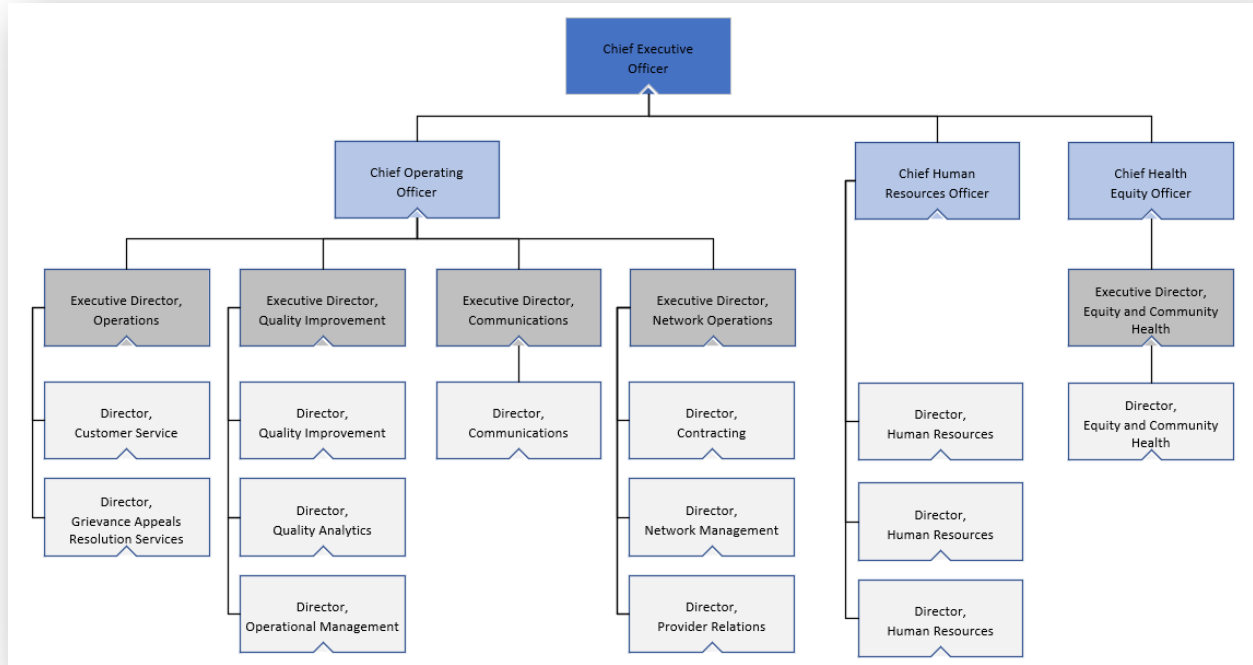 Chief Executive
Officer
Chief Operating
Officer
Chief Human
Resources Officer
Chief Health
Equity Officer
Executive Director,
Operations
Executive Director,
Quality Improvement
Executive Director,
Communications
Executive Director,
Network Operations
Executive Director,
Equity and Community
Health
Director,
Customer Service
Director,
Quality Improvement
Director,
Communications
Director,
Contracting
Director,
Human Resources
Director,
Equity and Community
Health
Director,
Grievance Appeals
Resolution Services
Director,
Quality Analytics
Director,
Network Management
Director,
Human Resources
Director,
Operational Management
Director,
Provider Relations
Director,
Human Resources